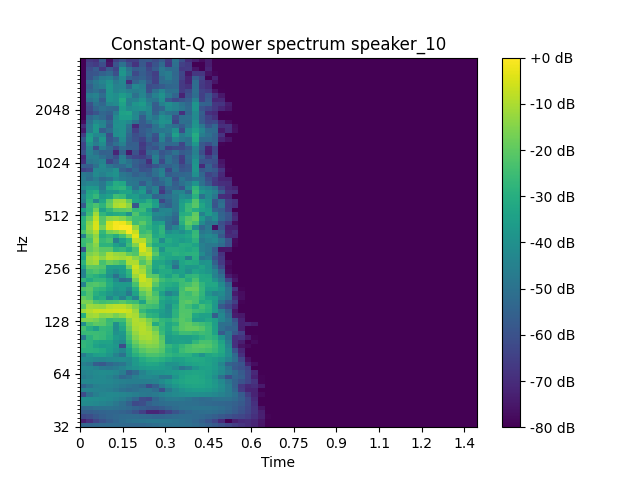 Constant-Q power spectrum speaker_10
+0 dB
-10 dB
-20 dB
-30 dB
-40 dB
-50 dB
-60 dB
-70 dB
-80 dB
2048
1024
512
256
128
64
32
Hz
0 0.15 0.3 0.45 0.6 0.75 0.9 1.1 1.2 1.4
Time